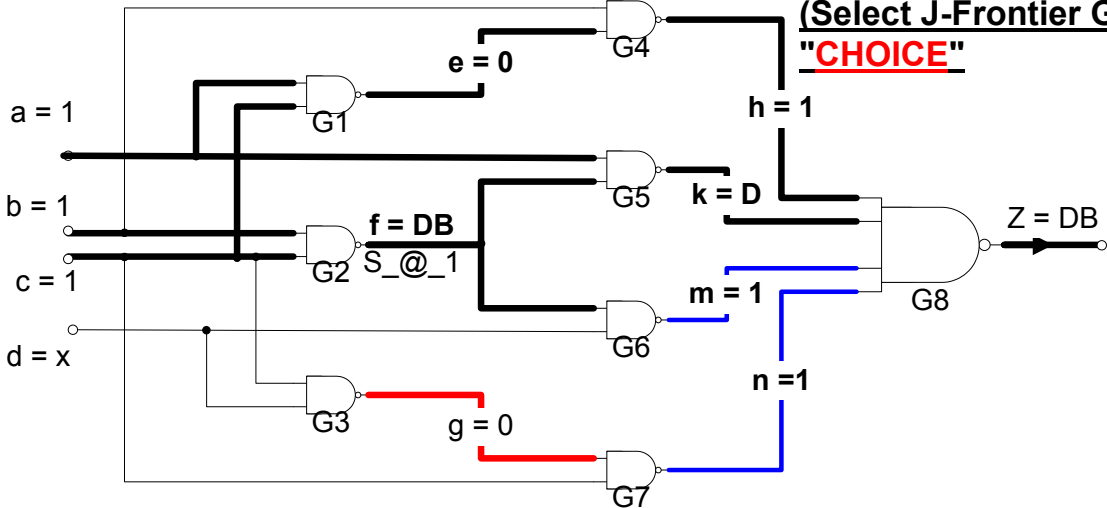 (Select J-Frontier G
"CHOICE"
G4
e = 0
G1
h = 1
a = 1
G5
k = D
b = 1
f = DB
S_@_1
G2
Z = DB
c = 1
m = 1
G8
G6
d = x
n =1
G3
g = 0
G7